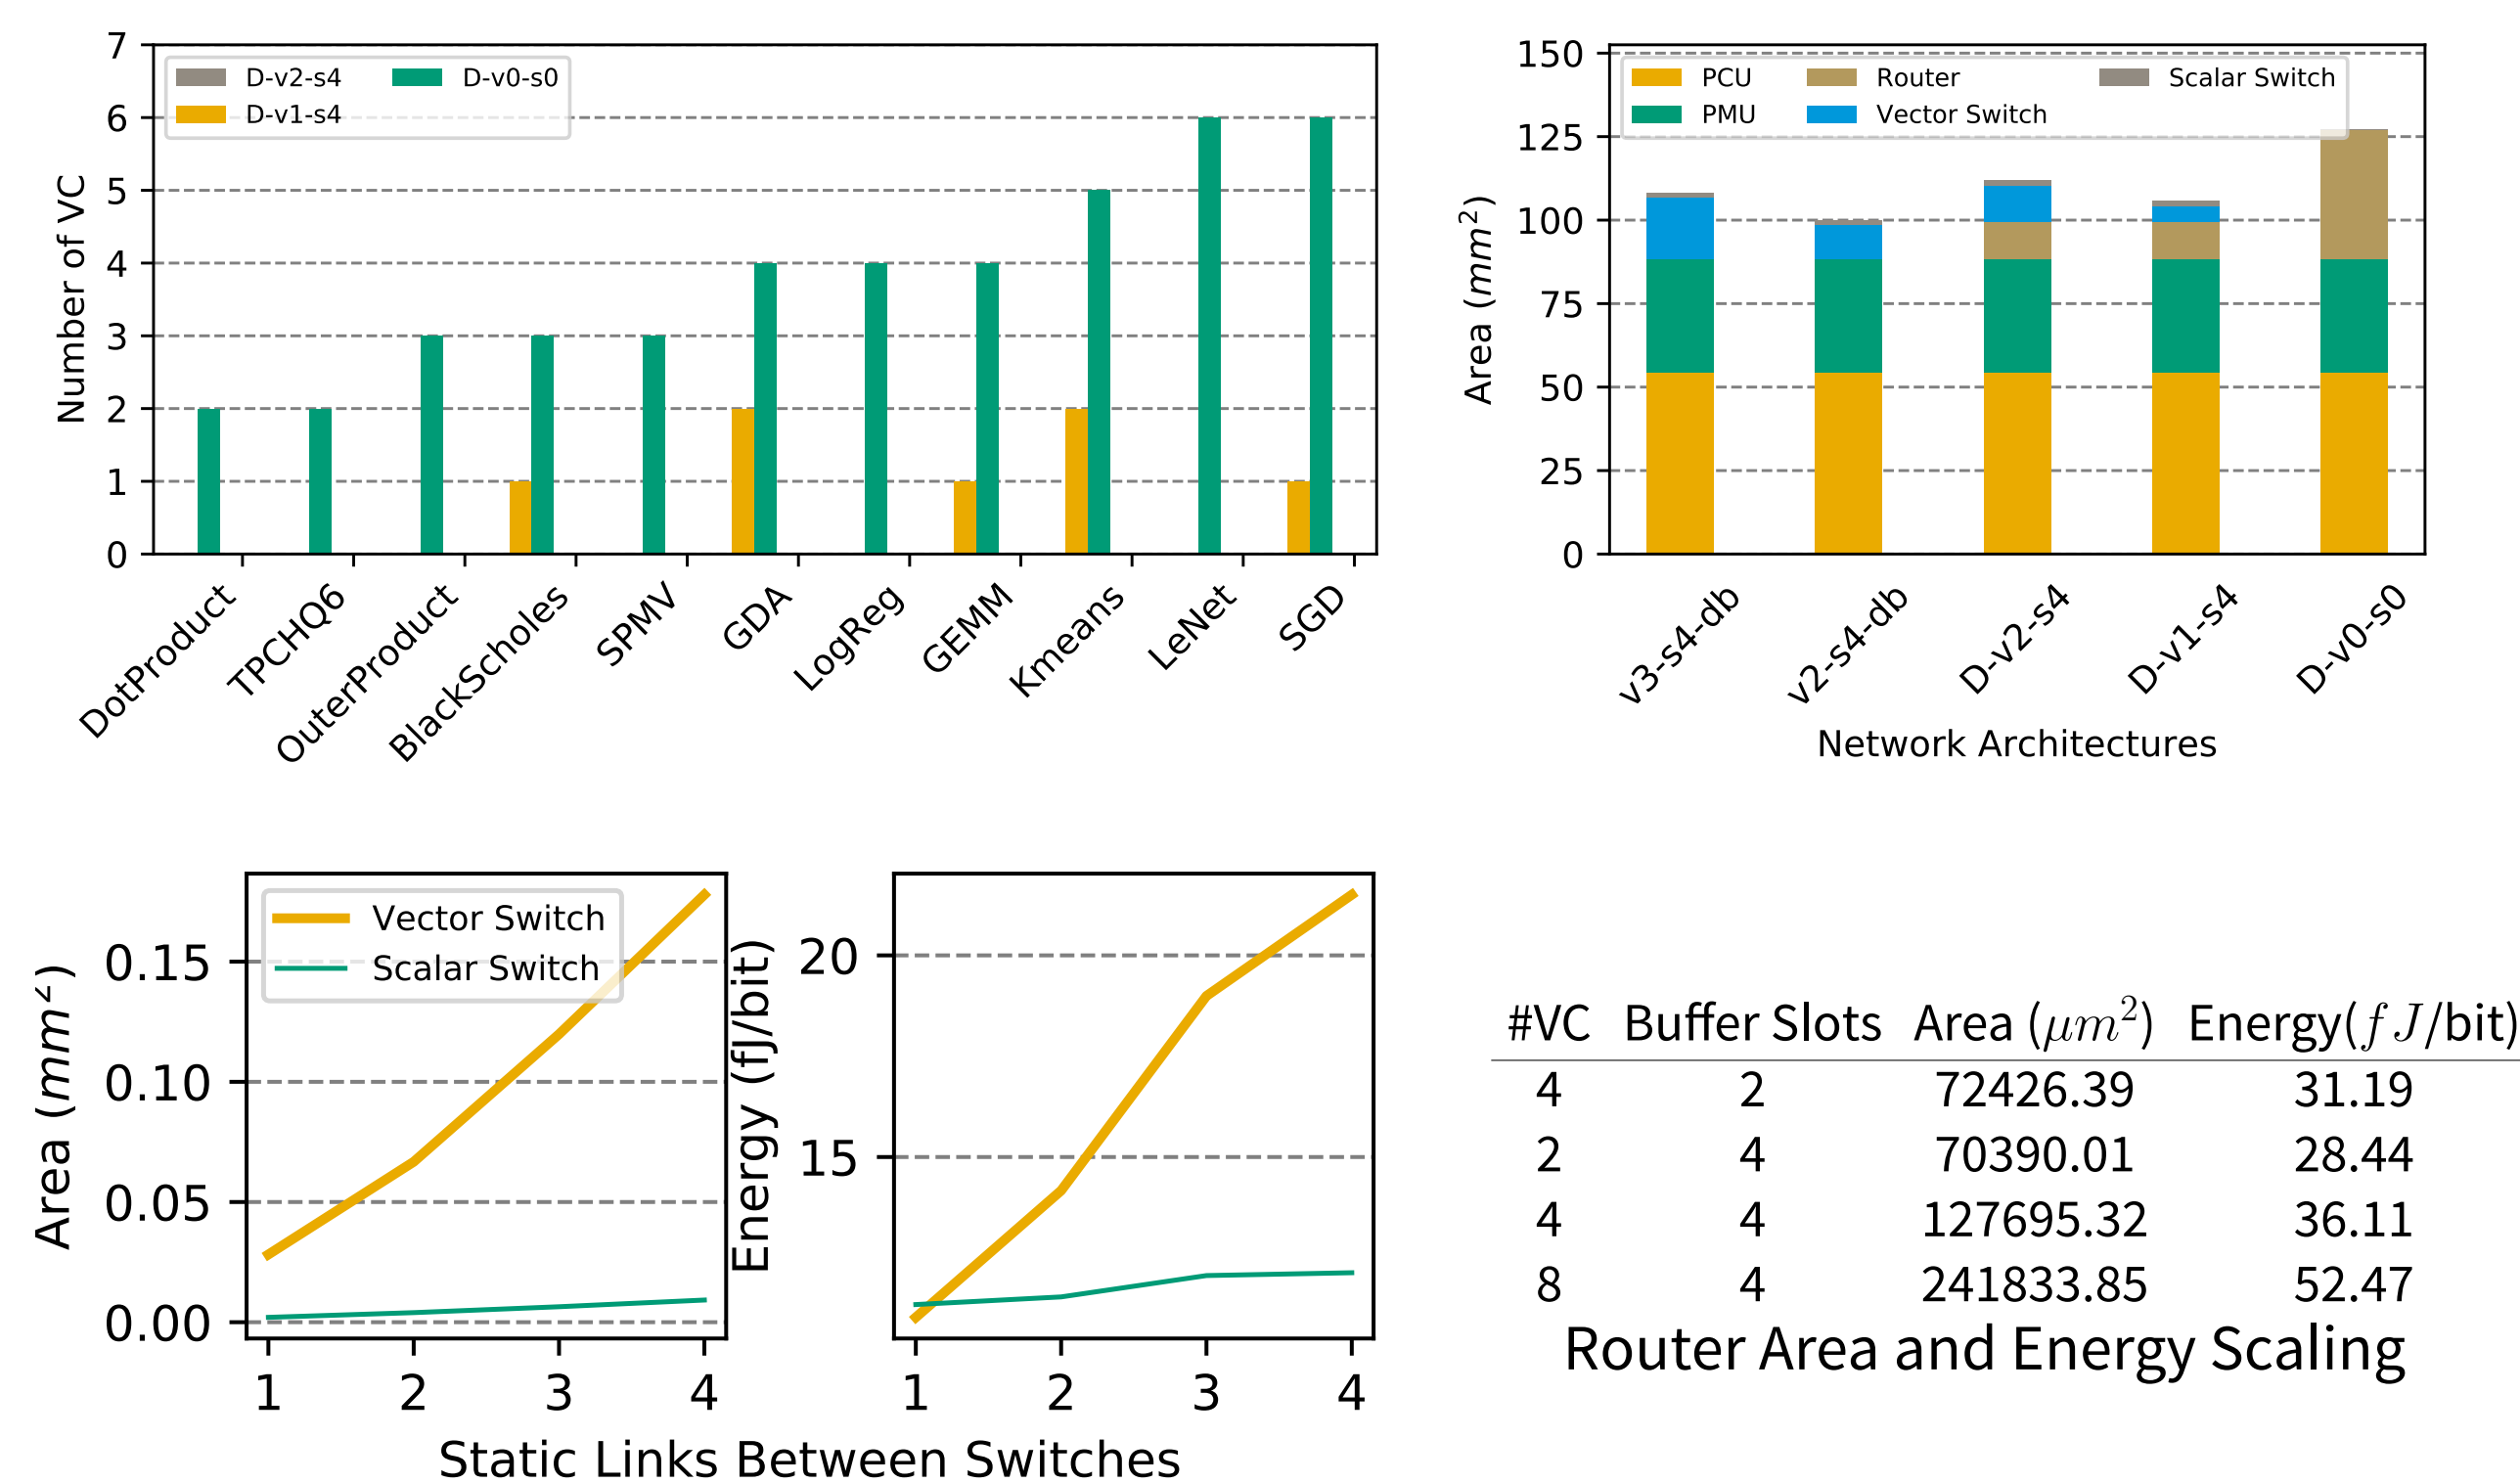 7
6
5
4
3
2
1
0
Number of VC
D-v2-s4
D-v1-s4
D-v0-s0
DotProduct
TPCHQ6
OuterProduct
BlackScholes
SPMV
GDA
LogReg
GEMM
Kmeans
LeNet
SGD
150
125
100
75
50
25
0
Area (mm²)
PCU
PMU
Router
Vector Switch
Scalar Switch
v3-s4-db
v2-s4-db
D-v2-s4
D-v1-s4
D-v0-s0
Network Architectures
0.15
0.10
0.05
0.00
Area (mm²)
Vector Switch
Scalar Switch
1 2 3 4
20
15
Energy (fJ/bit)
1 2 3 4
Static Links Between Switches
#VC Buffer Slots Area (μm²) Energy(fJ/bit)
4 2 72426.39 31.19
2 4 70390.01 28.44
4 4 127695.32 36.11
8 4 241833.85 52.47
Router Area and Energy Scaling